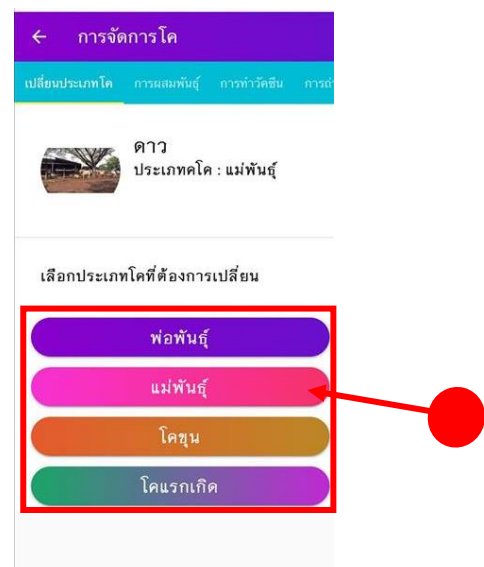 การจัดการโค
เปลี่ยนประเภทโค การผสมพันธุ์ การทำวัคซีน
ดาว
ประเภทคโค : แม่พันธุ์
เลือกประเภทโคที่ต้องการเปลี่ยน
พ่อพันธุ์
แม่พันธุ์
โคขุน
โคแรกเกิด